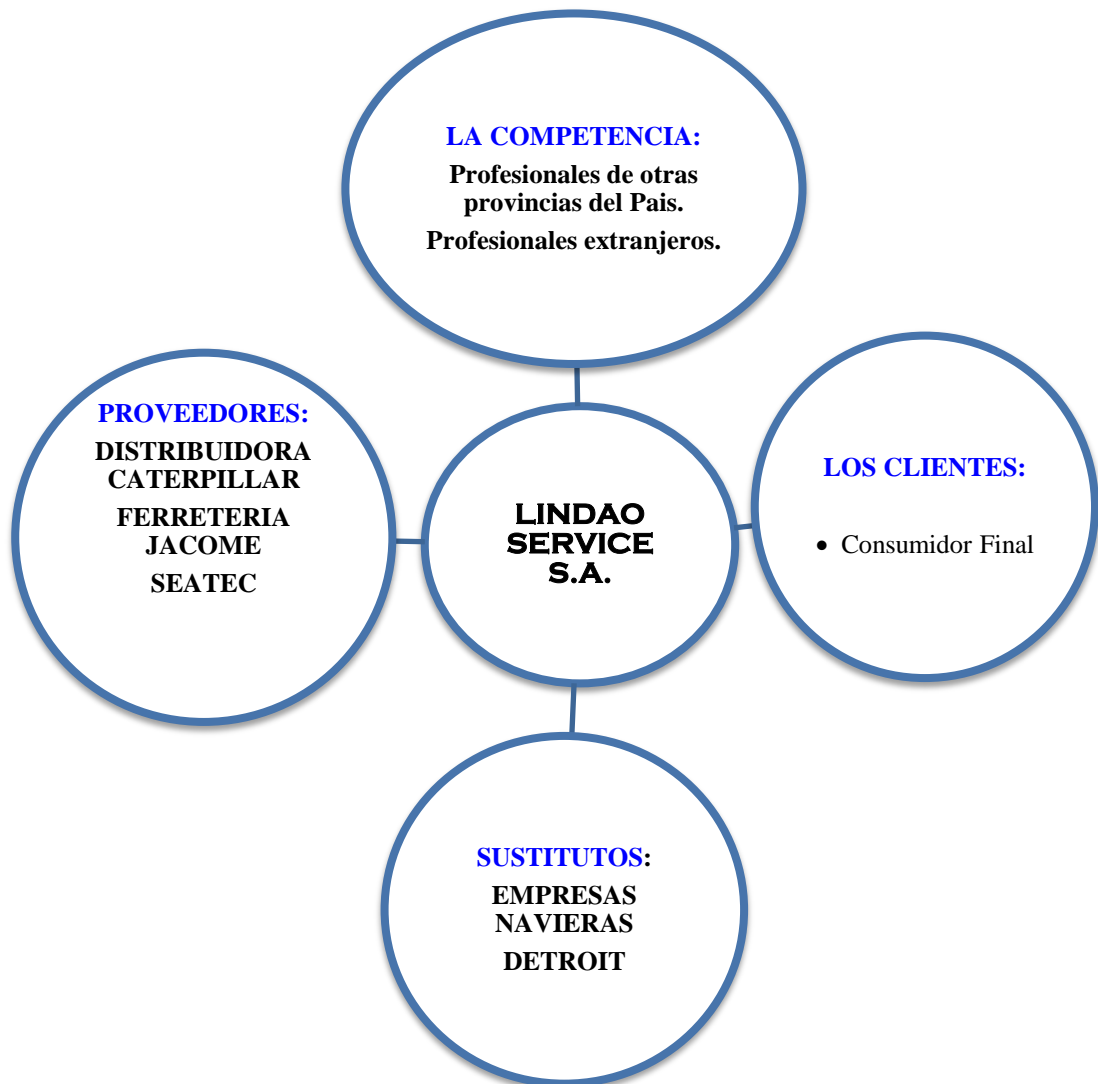 LA COMPETENCIA:
Profesionales de otras
provincias del Pais.
Profesionales extranjeros.
PROVEEDORES:
DISTRIBUIDORA
CATERPILLAR
FERRETERIA
JACOME
SEATEC
LINDAO
SERVICE
S.A.
LOS CLIENTES:
• Consumidor Final
SUSTITUTOS:
EMPRESAS
NAVIERAS
DETROIT